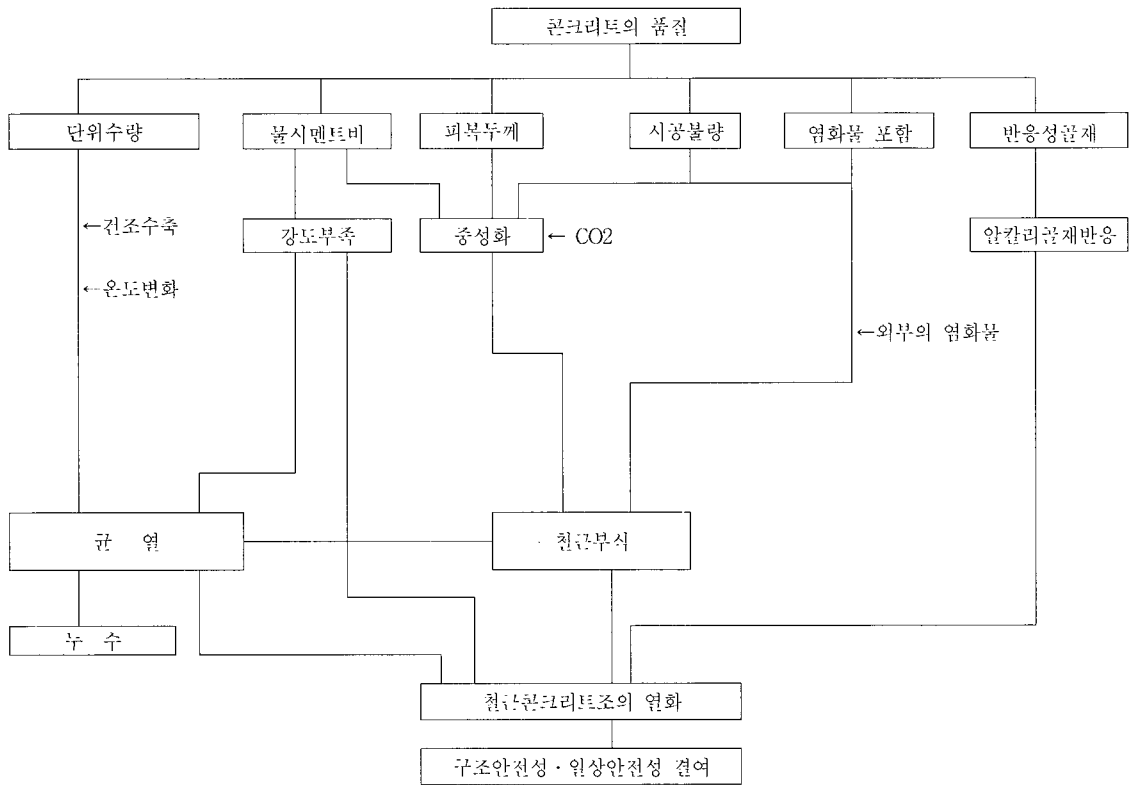 콘크리트의 품질
단위수량
물시멘트비
피복두께
시공불량
염화물 포함
반응성골재
←건조수축
강도부족
중성화
← CO2
알칼리골재반응
←온도변화
←외부의 염화물
균 열
철근부식
누 수
철근콘크리트조의 열화
구조안전성·일상안전성 결여